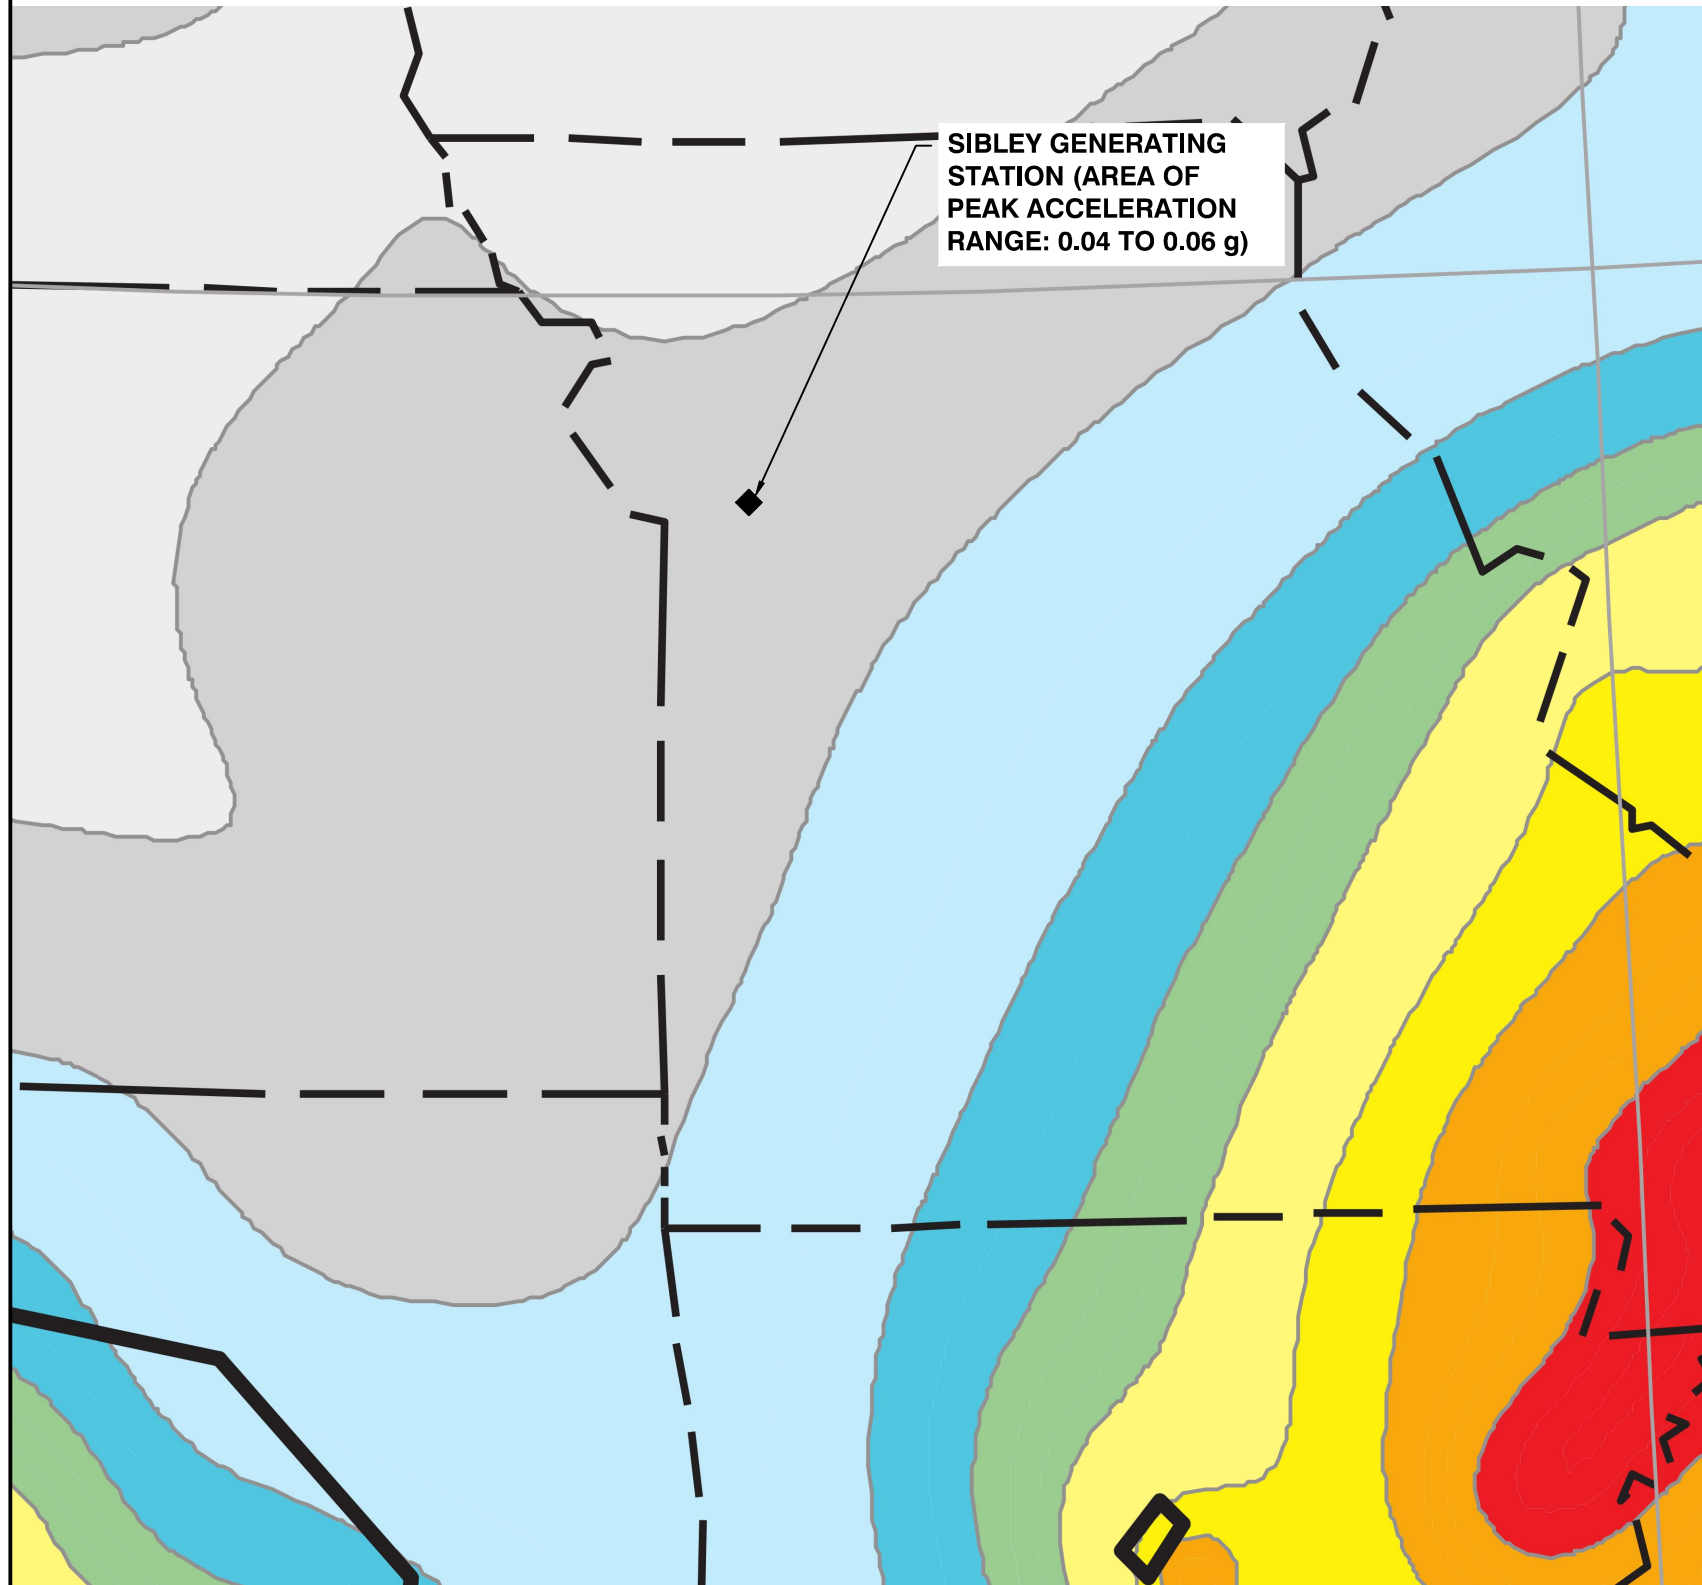 SIBLEY GENERATING
STATION (AREA OF
PEAK ACCELERATION
RANGE: 0.04 TO 0.06 g)